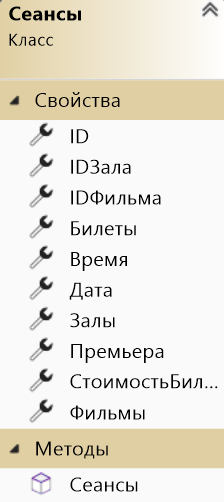 Сеансы
Класс
Свойства
ID
IDЗала
IDФильма
Билеты
Время
Дата
Залы
Премьера
СтоимостьБил...
Фильмы
Методы
Сеансы